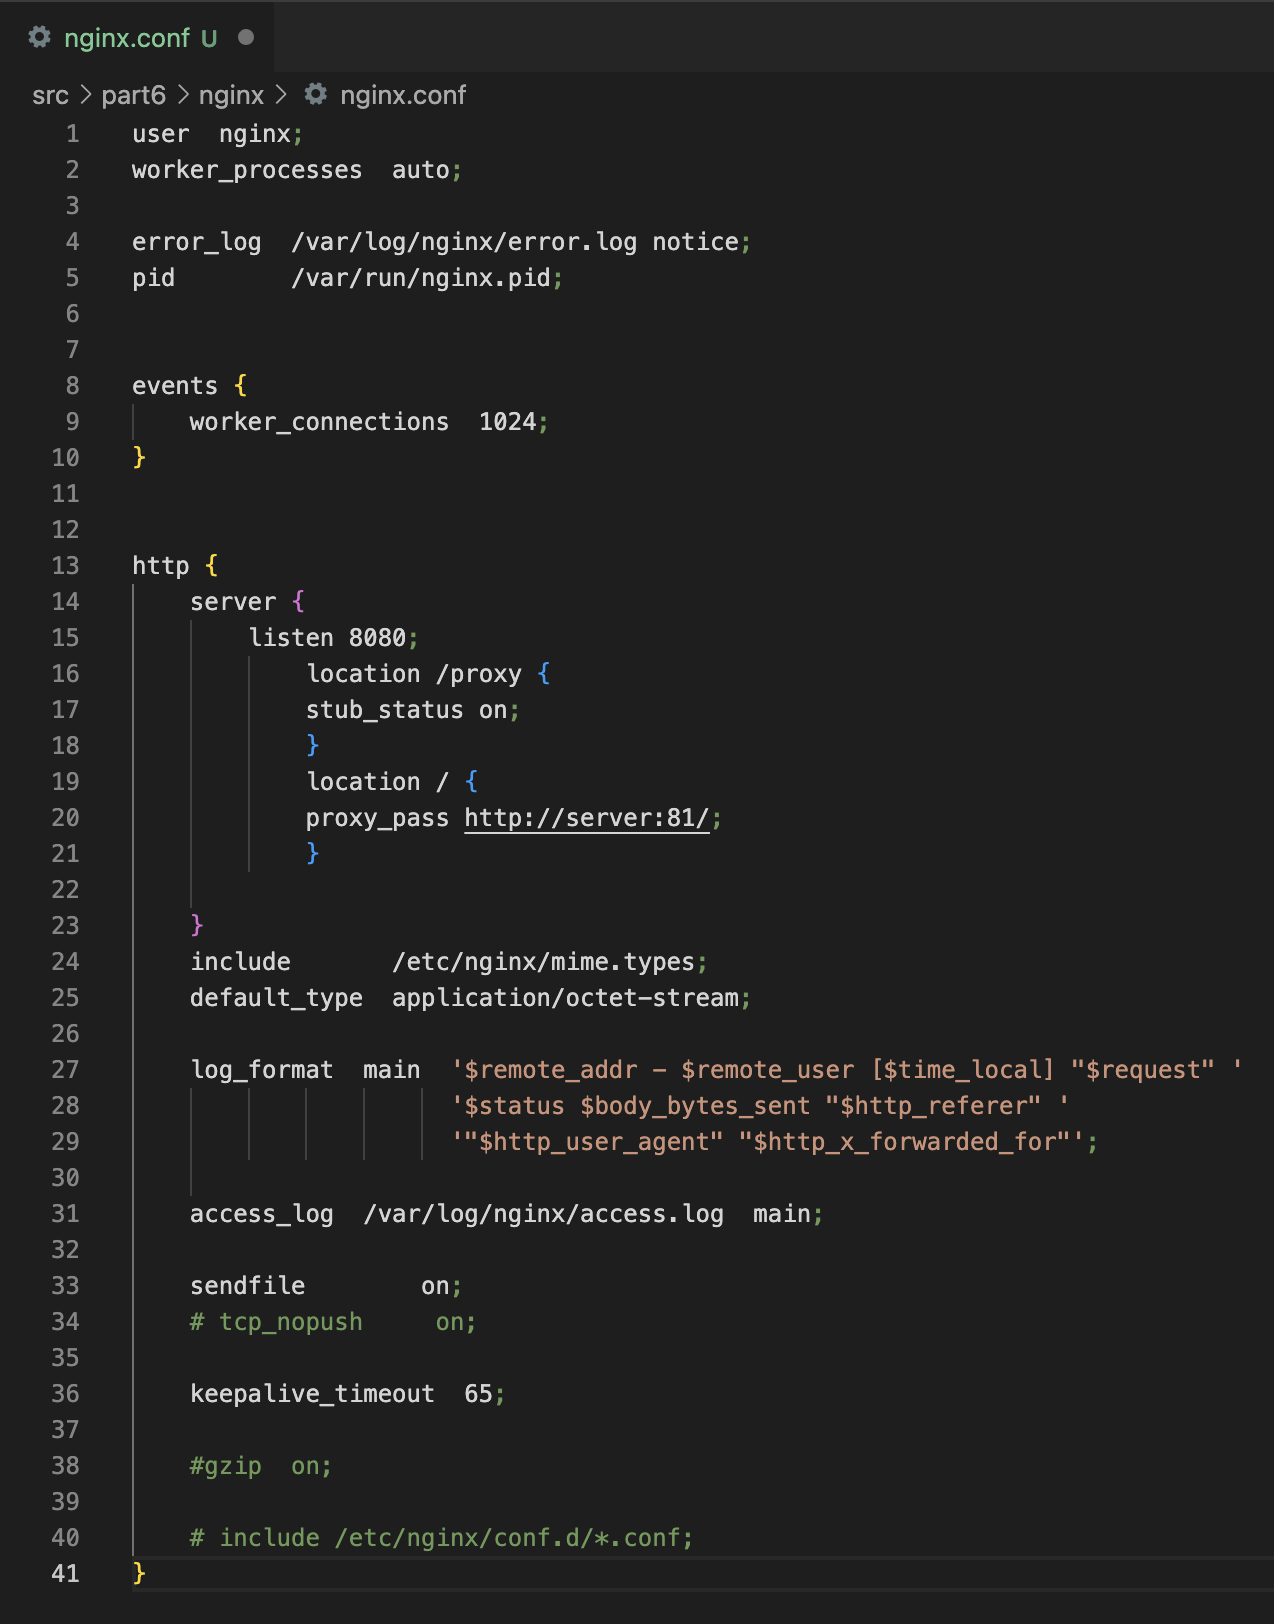 nginx.conf U
src > part6 > nginx > nginx.conf
1 user  nginx;
2 worker_processes  auto;
3
4 error_log  /var/log/nginx/error.log notice;
5 pid        /var/run/nginx.pid;
6
7
8 events {
9     worker_connections  1024;
10 }
11
12
13 http {
14     server {
15         listen 8080;
16             location /proxy {
17             stub_status on;
18             }
19             location / {
20             proxy_pass http://server:81/;
21             }
22
23     }
24     include       /etc/nginx/mime.types;
25     default_type  application/octet-stream;
26
27     log_format  main  '$remote_addr - $remote_user [$time_local] "$request" '
28                       '$status $body_bytes_sent "$http_referer" '
29                       '"$http_user_agent" "$http_x_forwarded_for"';
30
31     access_log  /var/log/nginx/access.log  main;
32
33     sendfile        on;
34     # tcp_nopush     on;
35
36     keepalive_timeout  65;
37
38     #gzip  on;
39
40     # include /etc/nginx/conf.d/*.conf;
41 }